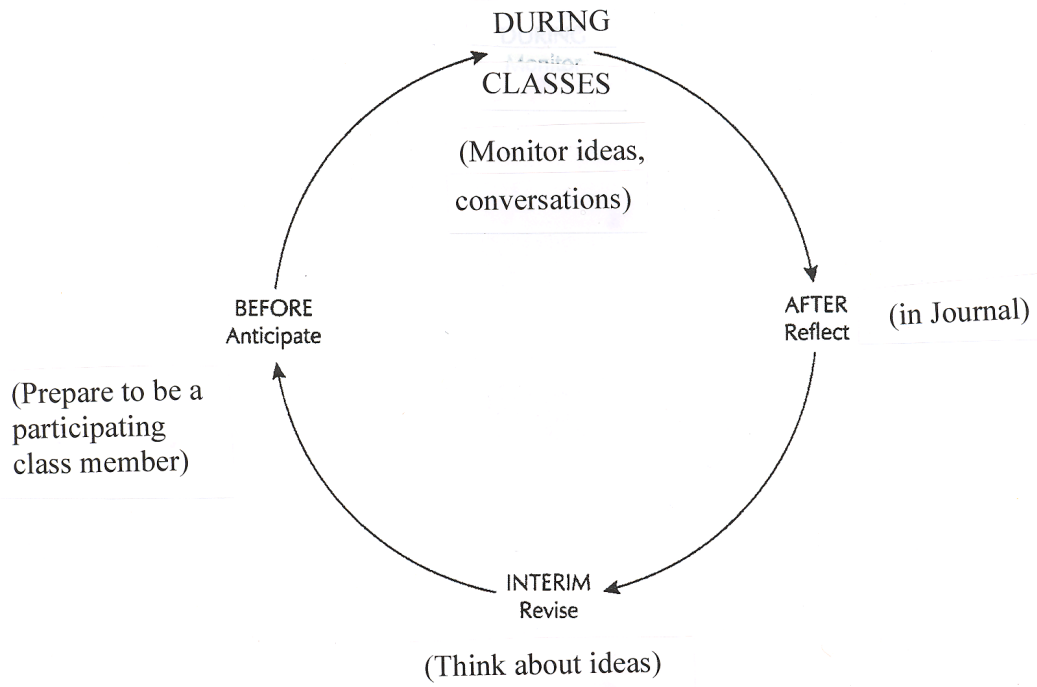 DURING
CLASSES
(Monitor ideas,
conversations)
BEFORE
Anticipate
(Prepare to be a
participating
class member)
AFTER
Reflect
(in Journal)
INTERIM
Revise
(Think about ideas)